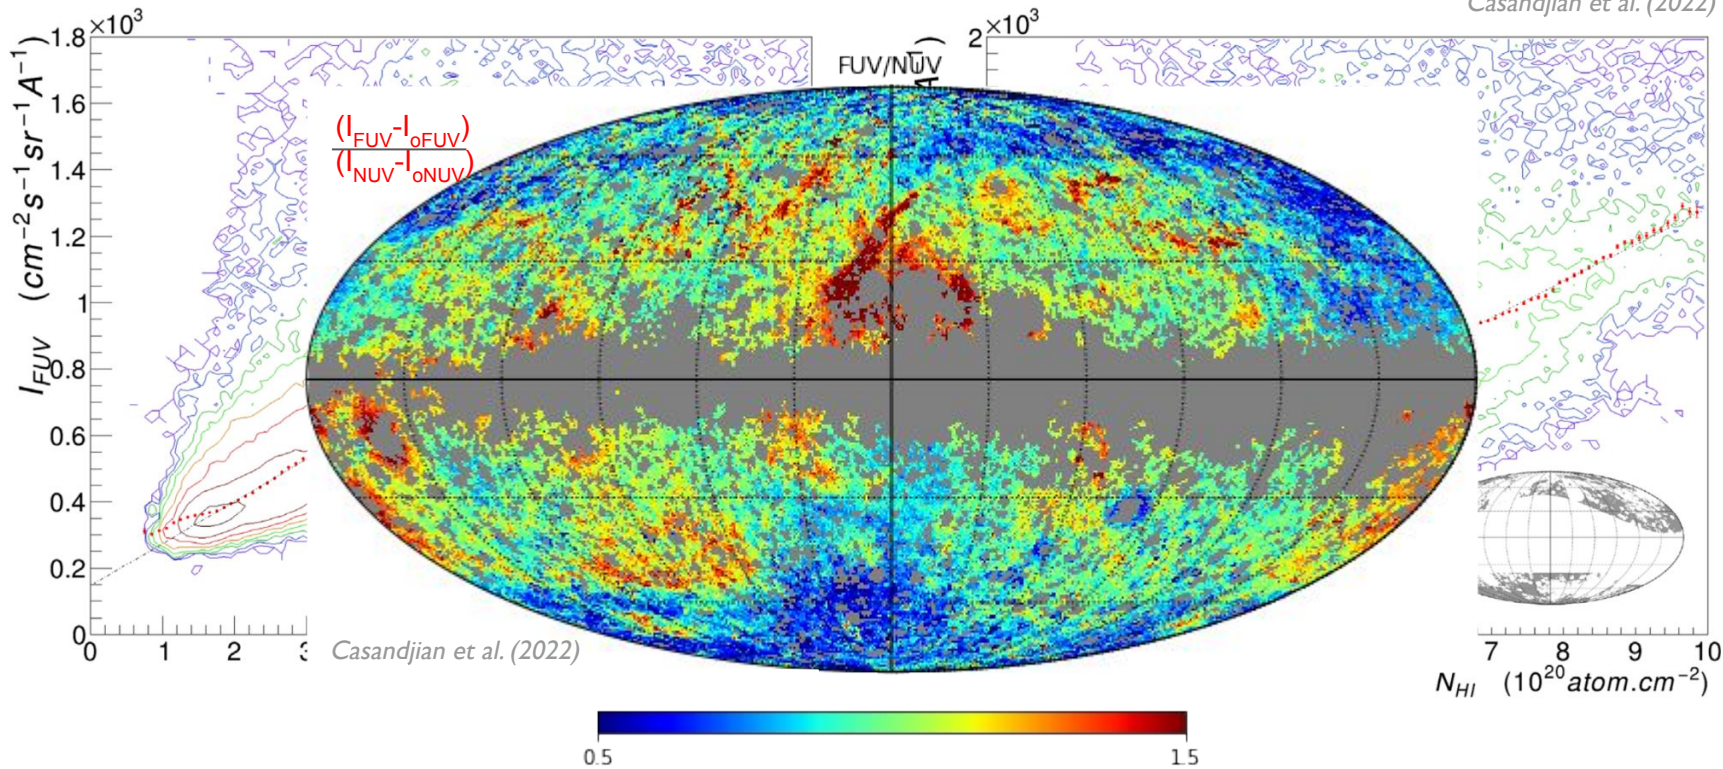 Casandjian et al. (2022)
×10³
×10³
1.8
1.6
1.4
1.2
1
0.8
0.6
0.4
0.2
0
I_FUV (cm⁻²s⁻¹sr⁻¹A⁻¹)
2
FUV/NUV
(I_FUV-I_oFUV)
(I_NUV-I_oNUV)
0 1 2
7 8 9 10
Casandjian et al. (2022)
N_HI (10²⁰atom.cm⁻²)
0.5
1.5